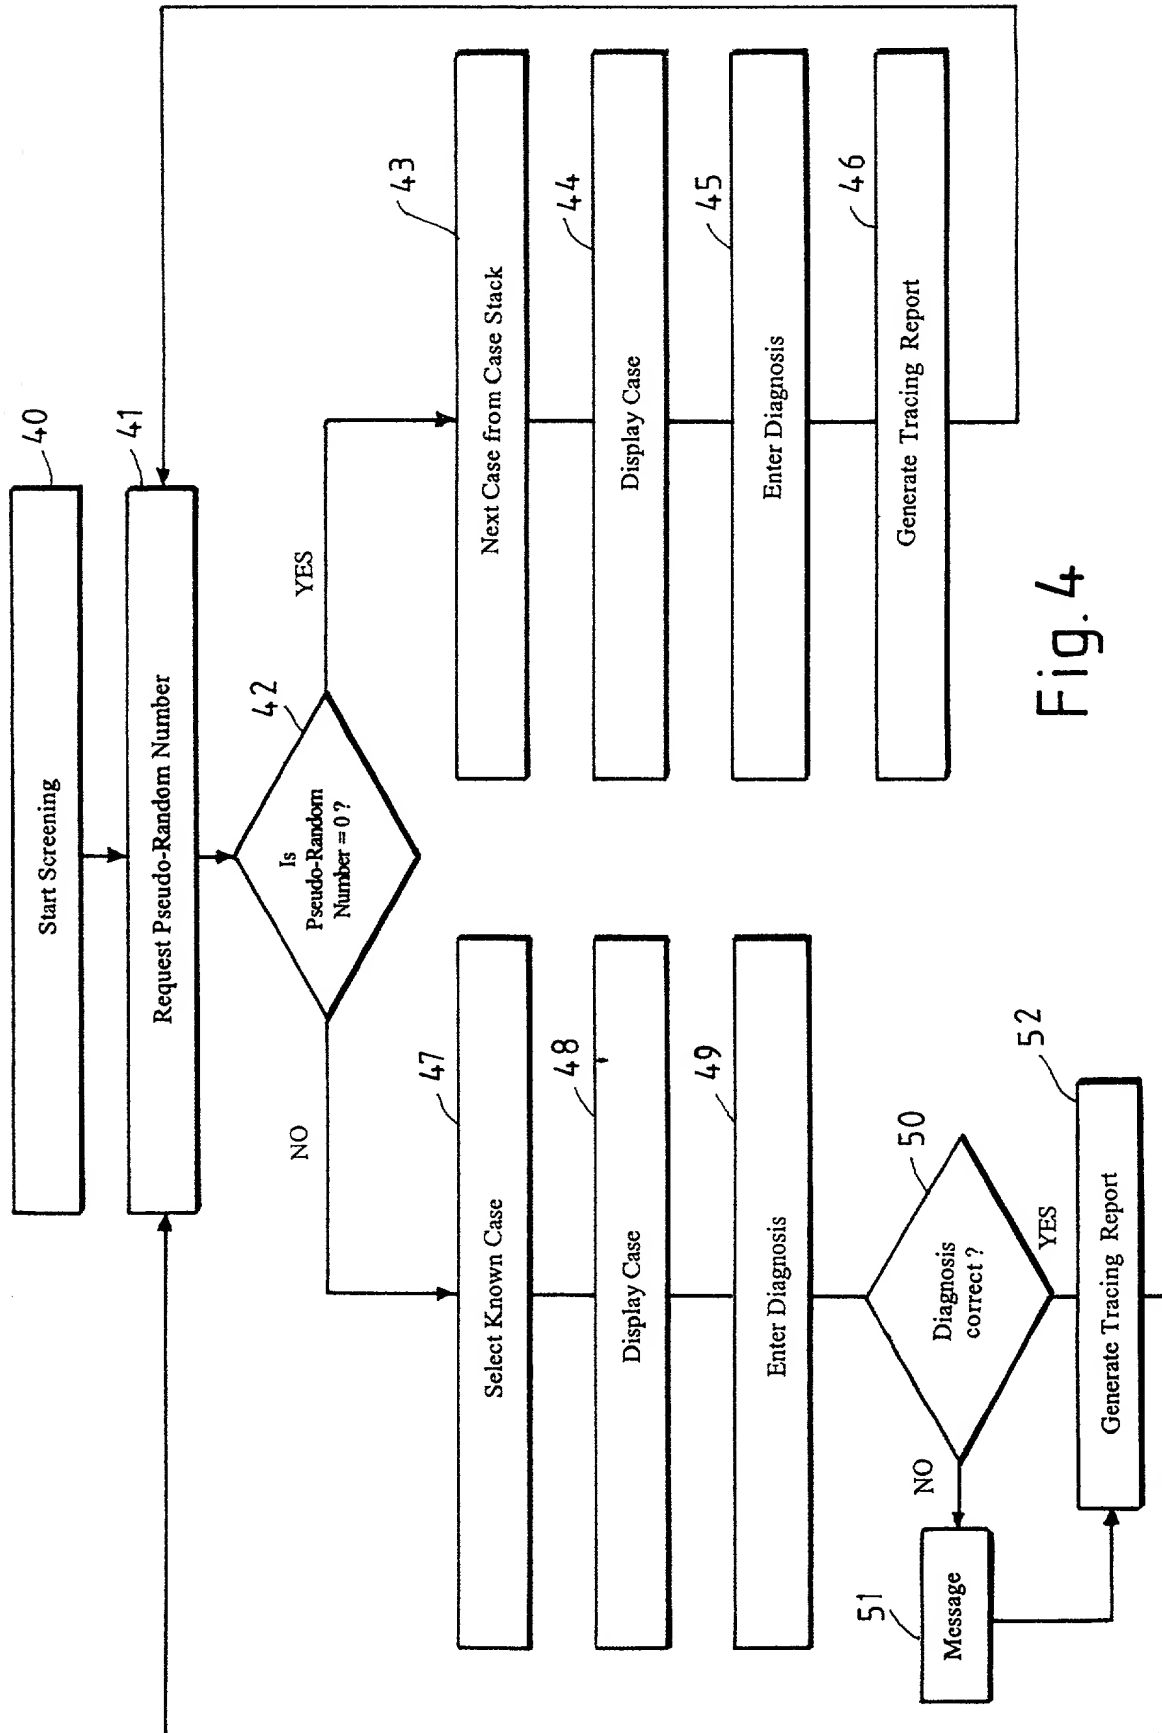 Start Screening
40
Request Pseudo-Random Number
41
Is
Pseudo-Random
Number = 0 ?
42
NO
YES
Next Case from Case Stack
43
Display Case
44
Enter Diagnosis
45
Generate Tracing Report
46
Select Known Case
47
Display Case
48
Enter Diagnosis
49
Diagnosis
correct ?
50
NO
YES
Message
51
Generate Tracing Report
52
Fig. 4